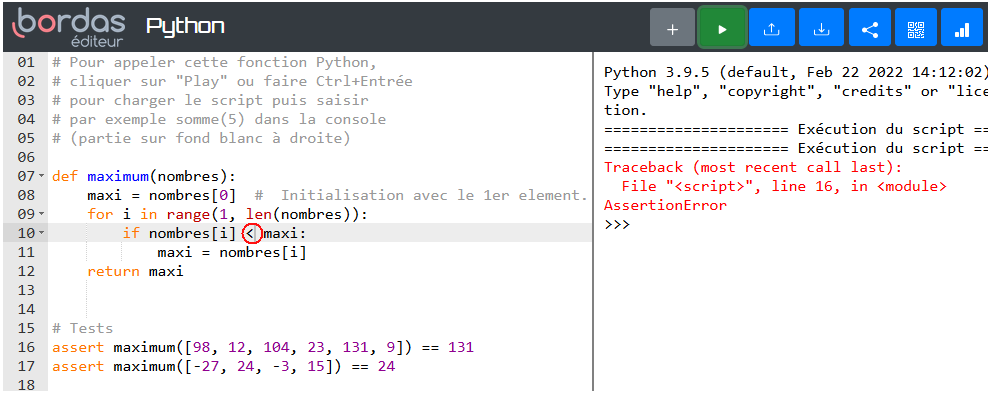 bordas
éditeur
Python
01 # Pour appeler cette fonction Python,
02 # cliquer sur "Play" ou faire Ctrl+Entrée
03 # pour charger le script puis saisir
04 # par exemple somme(5) dans la console
05 # (partie sur fond blanc à droite)
06
07 def maximum(nombres):
08     maxi = nombres[0]  #  Initialisation avec le 1er element.
09     for i in range(1, len(nombres)):
10         if nombres[i] < maxi:
11             maxi = nombres[i]
12     return maxi
13
14
15 # Tests
16 assert maximum([98, 12, 104, 23, 131, 9]) == 131
17 assert maximum([-27, 24, -3, 15]) == 24
18
Python 3.9.5 (default, Feb 22 2022 14:12:02)
Type "help", "copyright", "credits" or "lice
tion.
===================== Exécution du script ==
===================== Exécution du script ==
Traceback (most recent call last):
  File "<script>", line 16, in <module>
AssertionError
>>>